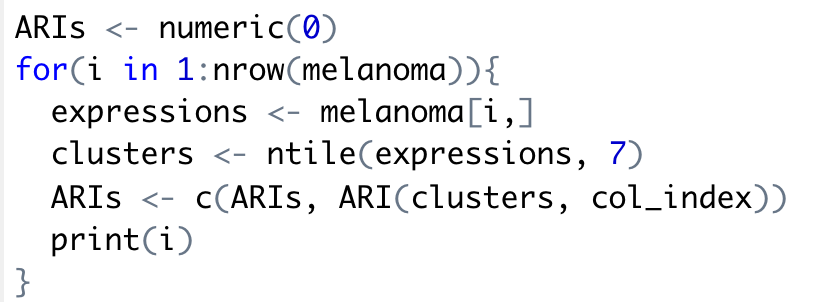 ARIs <- numeric(0)
for(i in 1:nrow(melanoma)){
  expressions <- melanoma[i,]
  clusters <- ntile(expressions, 7)
  ARIs <- c(ARIs, ARI(clusters, col_index))
  print(i)
}